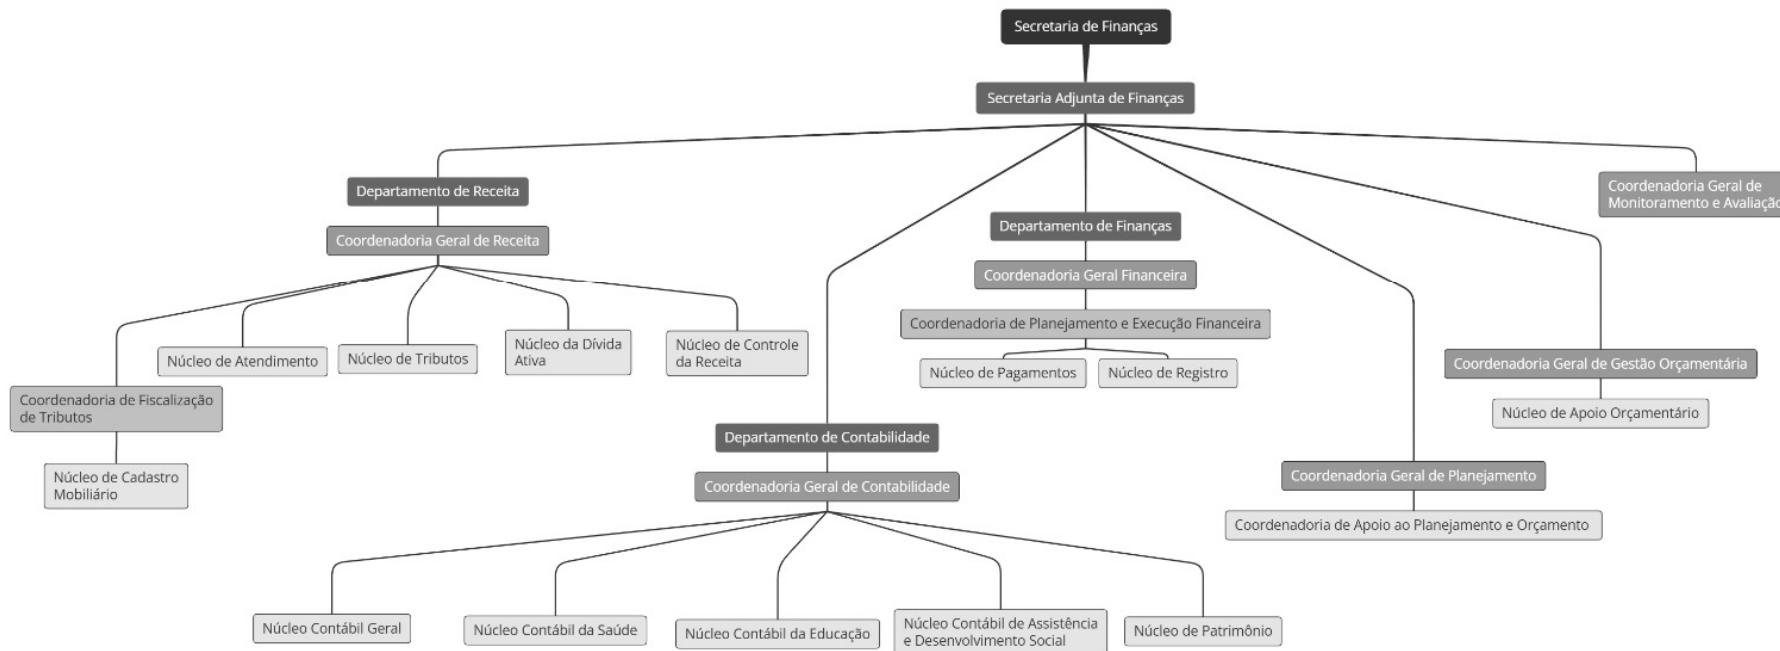 Secretaria de Finanças
Secretaria Adjunta de Finanças
Departamento de Receita
Coordenadoria Geral de Receita
Coordenadoria de Fiscalização
de Tributos
Núcleo de Cadastro
Mobiliário
Núcleo de Atendimento
Núcleo de Tributos
Núcleo da Dívida
Ativa
Núcleo de Controle
da Receita
Departamento de Contabilidade
Coordenadoria Geral de Contabilidade
Núcleo Contábil Geral
Núcleo Contábil da Saúde
Núcleo Contábil da Educação
Núcleo Contábil de Assistência
e Desenvolvimento Social
Núcleo de Patrimônio
Departamento de Finanças
Coordenadoria Geral Financeira
Coordenadoria de Planejamento e Execução Financeira
Núcleo de Pagamentos
Núcleo de Registro
Coordenadoria Geral de Planejamento
Coordenadoria de Apoio ao Planejamento e Orçamento
Coordenadoria Geral de Gestão Orçamentária
Núcleo de Apoio Orçamentário
Coordenadoria Geral de
Monitoramento e Avaliação